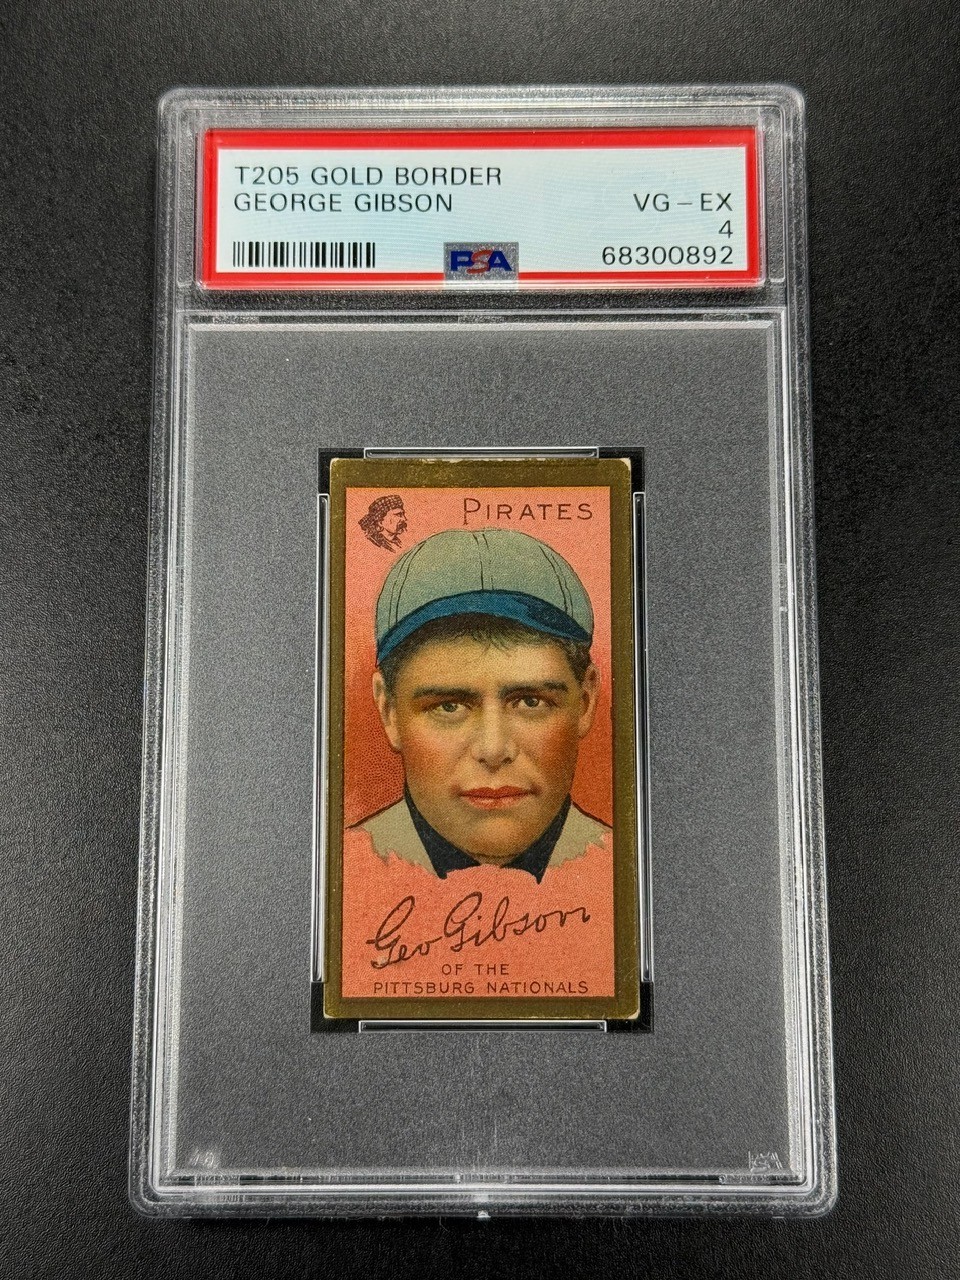 T205 GOLD BORDER
GEORGE GIBSON
VG - EX
4
PSA
68300892
PIRATES
Geo Gibson
OF THE
PITTSBURG NATIONALS